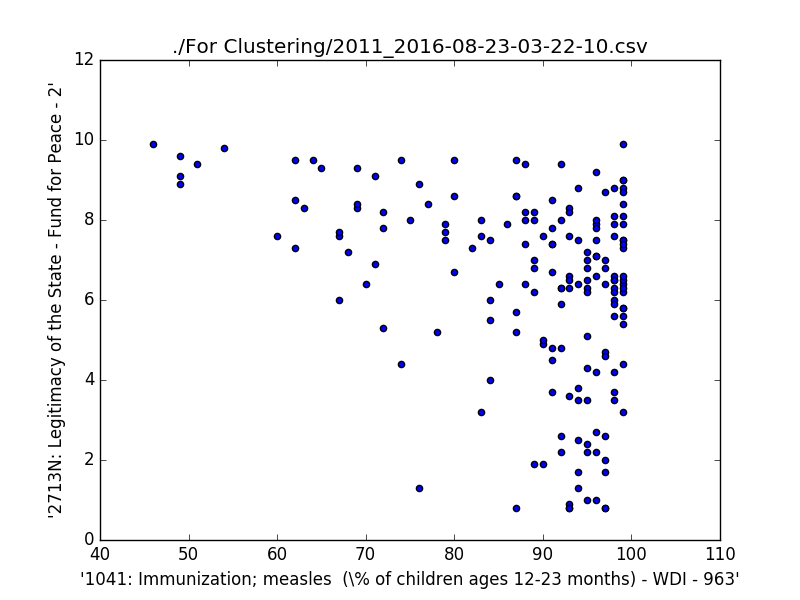 ./For Clustering/2011_2016-08-23-03-22-10.csv
'2713N: Legitimacy of the State - Fund for Peace - 2'
12
10
8
6
4
2
0
40 50 60 70 80 90 100 110
'1041: Immunization; measles  (\% of children ages 12-23 months) - WDI - 963'